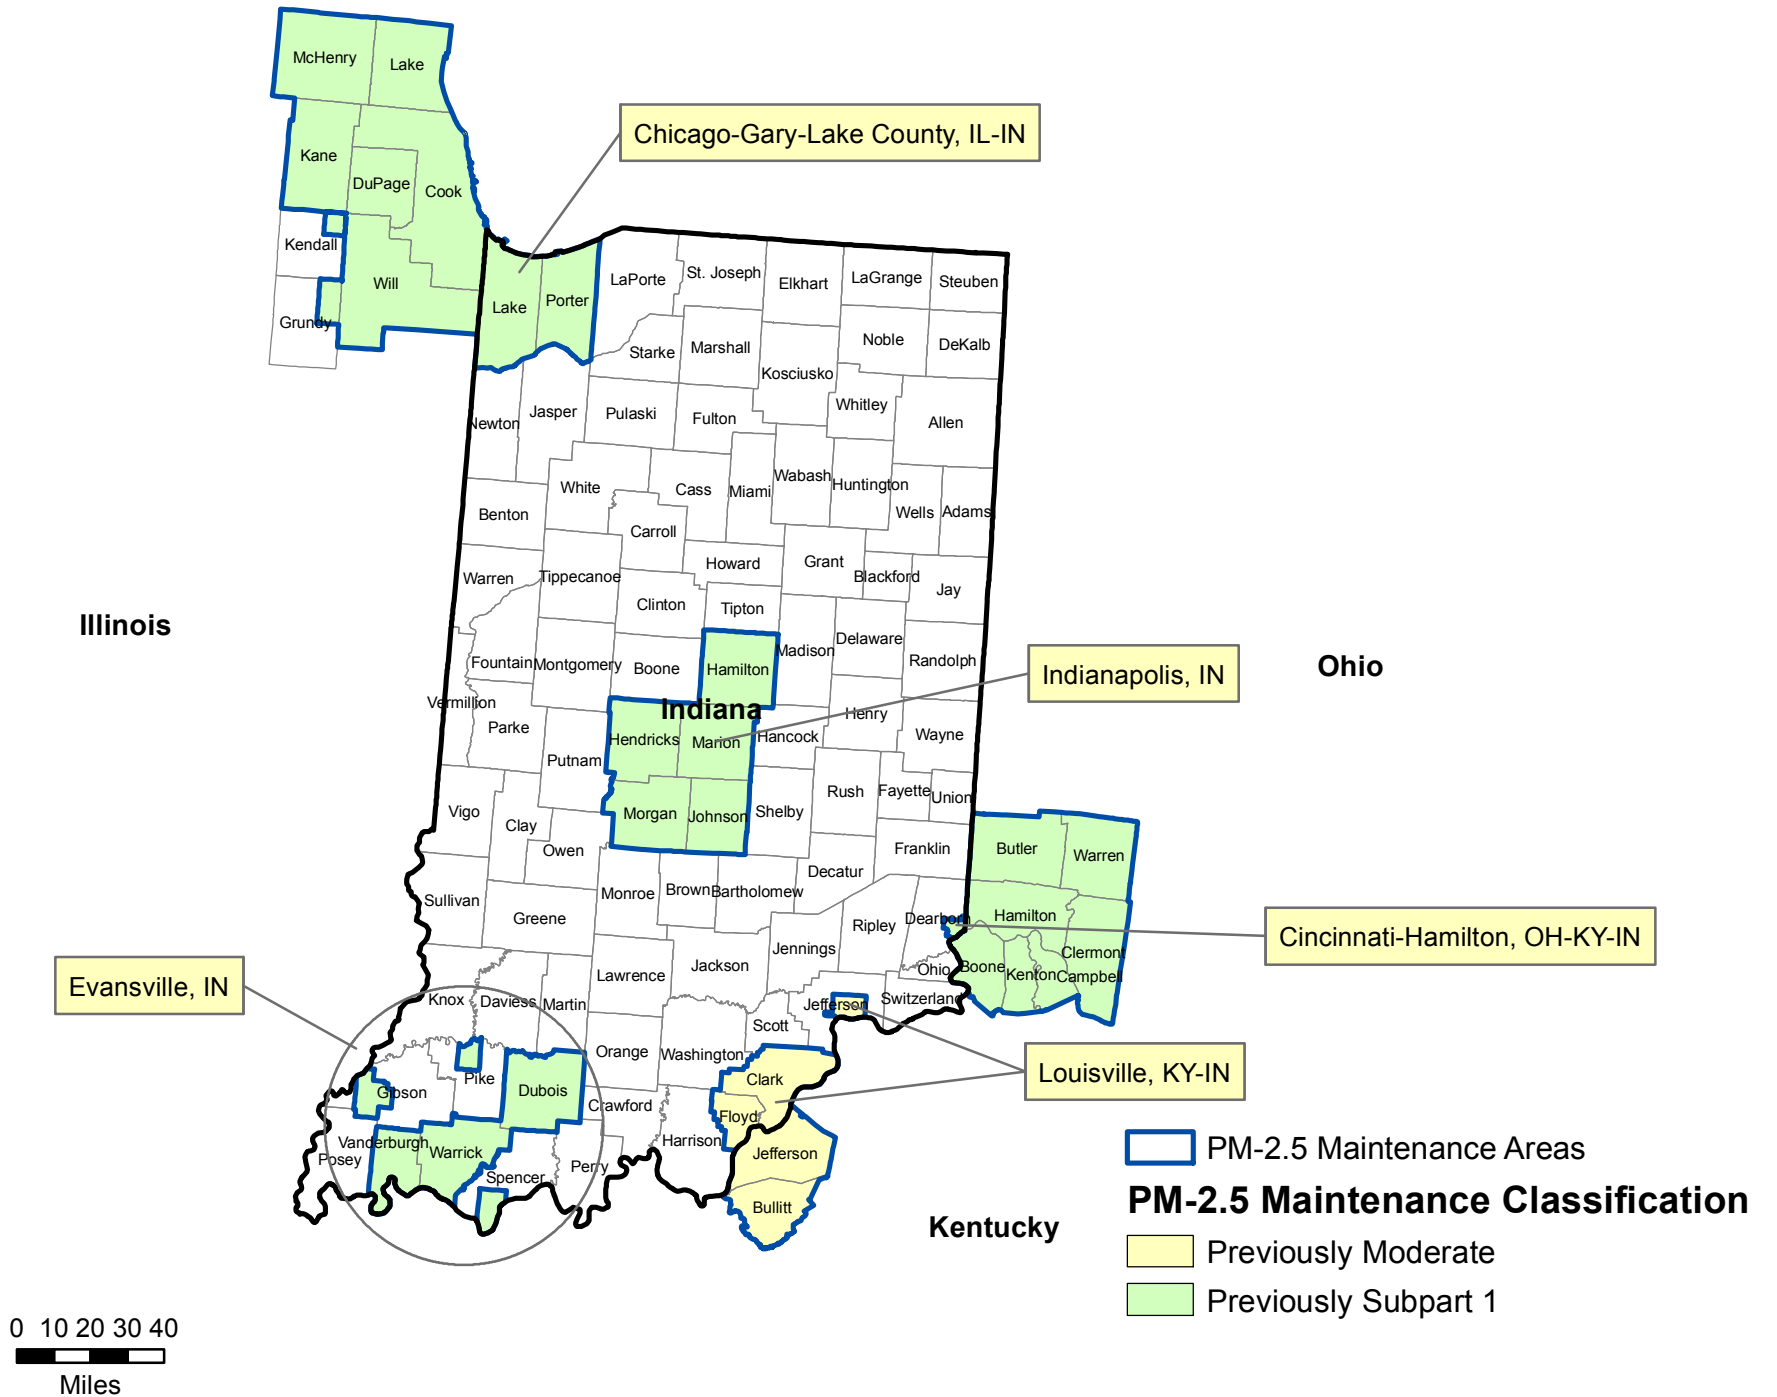 McHenry
Lake
Chicago-Gary-Lake County, IL-IN
Kane
DuPage
Cook
Kendall
Will
Grundy
Lake
Porter
LaPorte
St. Joseph
Elkhart
LaGrange
Steuben
Starke
Marshall
Noble
DeKalb
Kosciusko
Newton
Jasper
Pulaski
Fulton
Whitley
Allen
White
Cass
Miami
Wabash
Huntington
Wells
Adams
Benton
Carroll
Warren
Tippecanoe
Howard
Grant
Blackford
Jay
Clinton
Tipton
Illinois
Fountain
Montgomery
Boone
Hamilton
Madison
Delaware
Randolph
Indianapolis, IN
Ohio
Vermillion
Parke
Indiana
Henry
Putnam
Hendricks
Marion
Hancock
Wayne
Vigo
Clay
Owen
Morgan
Johnson
Shelby
Rush
Fayette
Union
Franklin
Butler
Warren
Sullivan
Greene
Monroe
Brown
Bartholomew
Decatur
Ripley
Dearborn
Hamilton
Cincinnati-Hamilton, OH-KY-IN
Clermont
Evansville, IN
Knox
Daviess
Martin
Lawrence
Jackson
Jennings
Ohio
Boone
Kenton
Campbell
Jefferson
Switzerland
Scott
Orange
Washington
Louisville, KY-IN
Gibson
Pike
Dubois
Crawford
Clark
Floyd
Harrison
Posey
Vanderburgh
Warrick
Spencer
Perry
Jefferson
Bullitt
Kentucky
PM-2.5 Maintenance Areas
PM-2.5 Maintenance Classification
Previously Moderate
Previously Subpart 1
0 10 20 30 40
Miles